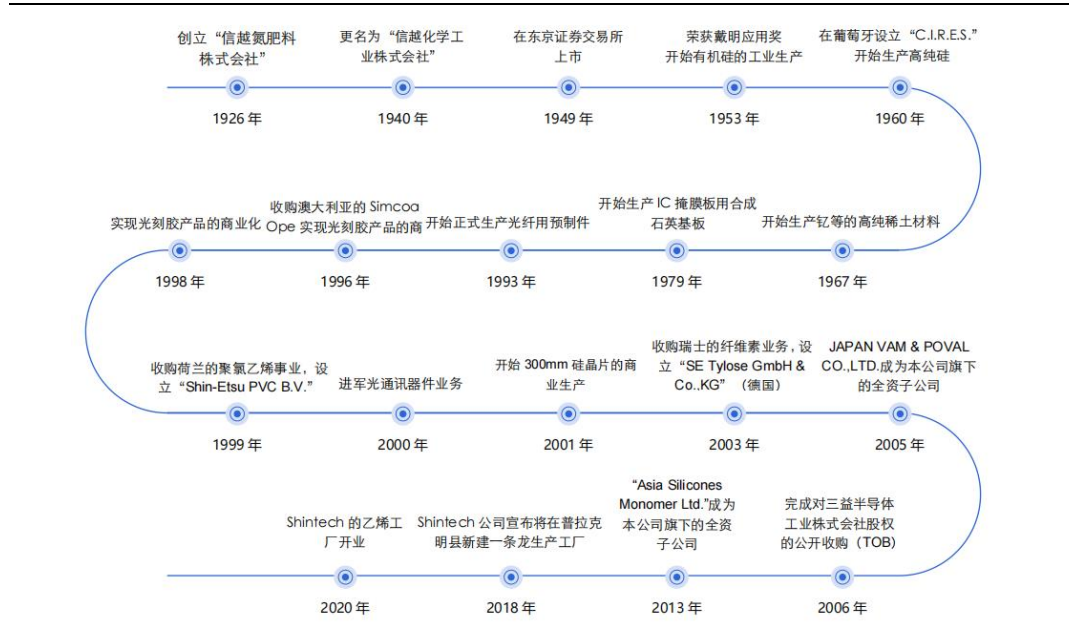 创立“信越氮肥料
株式会社”
更名为“信越化学工
业株式会社”
在东京证券交易所
上市
荣获戴明应用奖
开始有机硅的工业生产
在葡萄牙设立“C.I.R.E.S.”
开始生产高纯硅
1926 年
1940 年
1949 年
1953 年
1960 年
实现光刻胶产品的商业化
收购澳大利亚的 Simcoa
Ope 实现光刻胶产品的商
开始正式生产光纤用预制件
开始生产 IC 掩膜板用合成
石英基板
开始生产钇等的高纯稀土材料
1998 年
1996 年
1993 年
1979 年
1967 年
收购荷兰的聚氯乙烯事业，设
立“Shin-Etsu PVC B.V.”
进军光通讯器件业务
开始 300mm 硅晶片的商
业生产
收购瑞士的纤维素业务，设
立“SE Tylose GmbH &
Co.,KG”（德国）
JAPAN VAM & POVAL
CO.,LTD.成为本公司旗下
的全资子公司
1999 年
2000 年
2001 年
2003 年
2005 年
Shintech 的乙烯工
厂开业
Shintech 公司宣布将在普拉克
明县新建一条龙生产工厂
“Asia Silicones
Monomer Ltd.”成为
本公司旗下的全资
子公司
完成对三益半导体
工业株式会社股权
的公开收购（TOB）
2020 年
2018 年
2013 年
2006 年